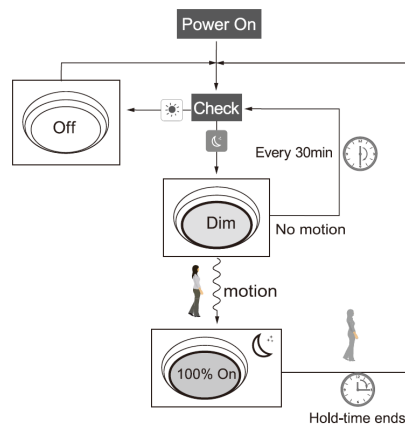 Power On
Check
Off
Every 30min
Dim
No motion
motion
100% On
Hold-time ends